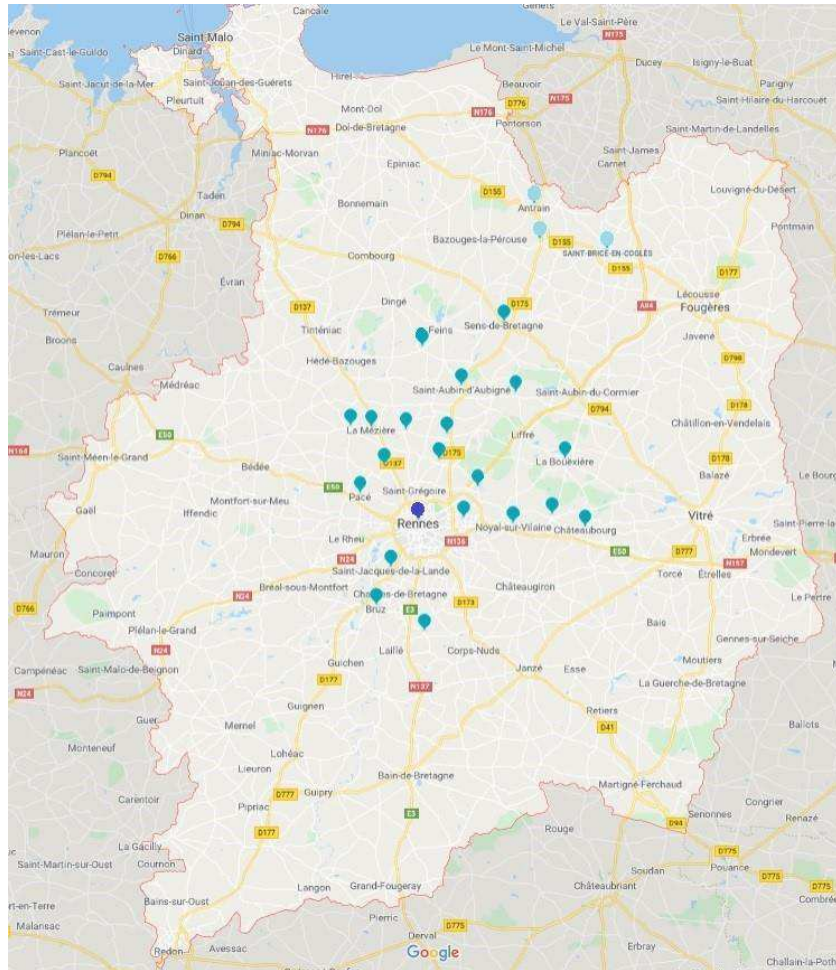 Cancale
Genêts
Le Val-Saint-Père
Saint-Malo
N175
évenon
Saint-Cast-le-Guildo
Dinard
Le Mont-Saint-Michel
Ducey
Isigny-le-Buat
Saint-Jacut-de-la-Mer
Saint-Jouan-des-Guérets
Hirel
Beauvoir
Parigny
Pleurtuit
Mont-Dol
D776
N175
Saint-Hilaire-du-Harcouët
N176
Dol-de-Bretagne
N176
Pontorson
Saint-Martin-de-Landelles
Plancoët
Miniac-Morvan
Saint-James
Carnet
Epiniac
D794
Taden
D155
Louvigné-du-Désert
Bonnemain
Antrain
Dinan
Plélan-le-Petit
D794
Pontmain
Bazouges-la-Pérouse
D155
SAINT-BRICE-EN-COGLÈS
on-les-Lacs
D766
Combourg
D155
D177
Évran
Lécousse
Dingé
D175
A84
Fougères
D137
Trémeur
Tinténiac
Feins
Sens-de-Bretagne
Javené
Broons
Hédé-Bazouges
D798
Caulnes
Médréac
Saint-Aubin-d'Aubigné
Saint-Aubin-du-Cormier
D794
D178
La Mézière
Châtillon-en-Vendelais
E50
Liffré
N164
Saint-Méen-le-Grand
D137
D175
La Bouëxière
D178
Bédée
Balazé
Saint-Grégoire
Le Bourg
E50
Pacé
Montfort-sur-Meu
Gaël
Iffendic
Rennes
Noyal-sur-Vilaine
Châteaubourg
Vitré
Saint-Pierre-la
Le Rheu
N136
Erbrée
Mauron
E50
D777
Mondevert
N24
N157
Concoret
Saint-Jacques-de-la-Lande
Torcé
Étrelles
Bréal-sous-Montfort
Châteaugiron
N24
Chartres-de-Bretagne
Le Pertre
D766
Paimpont
Bruz
E3
D173
Plélan-le-Grand
Bais
Gennes-sur-Seiche
N24
Laillé
Corps-Nuds
Guichen
Moutiers
Campénéac
Saint-Malo-de-Beignon
D177
Janzé
Esse
N24
N137
La Guerche-de-Bretagne
Guignen
Guer
Retiers
Mernel
D41
Ballots
Monteneuf
Lohéac
Lieuron
Bain-de-Bretagne
Martigné-Ferchaud
D777
Guipry
Carentoir
Pipriac
E3
Congrier
Senonnes
D94
Renazé
D177
Rouge
La Gacilly
D775
Saint-Martin-sur-Oust
Cournon
Soudan
Pouance
D775
Langon
Grand-Fougeray
Châteaubriant
D775
Bains-sur-Oust
Combrée
rt-en-Terre
Pierric
Malansac
D775
Derval
Erbray
Redon
Avessac
Google
Challain-la-Poth